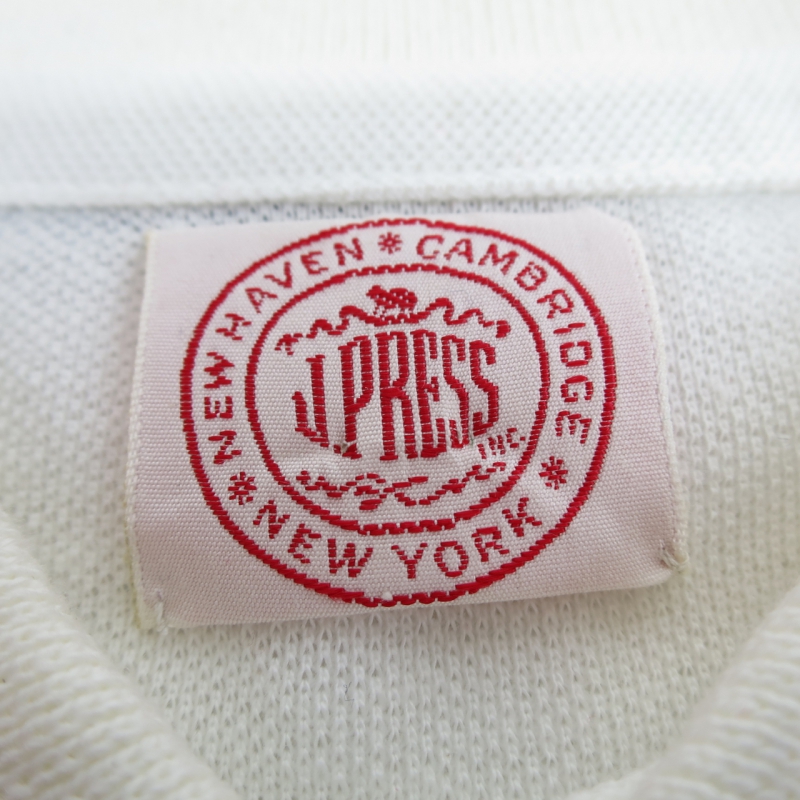 NEW HAVEN * CAMBRIDGE * NEW YORK *
J.PRESS
INC.